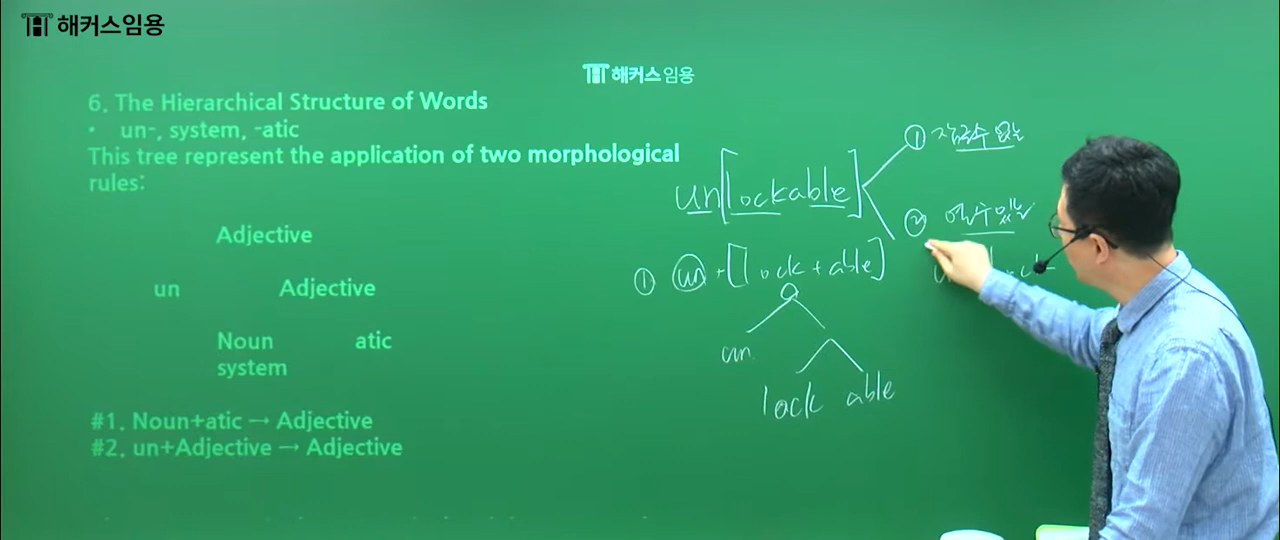 해커스임용
해커스임용
6. The Hierarchical Structure of Words
• un-, system, -atic
This tree represent the application of two morphological
rules:
Adjective
un Adjective
Noun atic
system
#1. Noun+atic → Adjective
#2. un+Adjective → Adjective
un[lockable]
① 잠글수 없는
② 열수있는
① un + [lock + able]
un
lock able